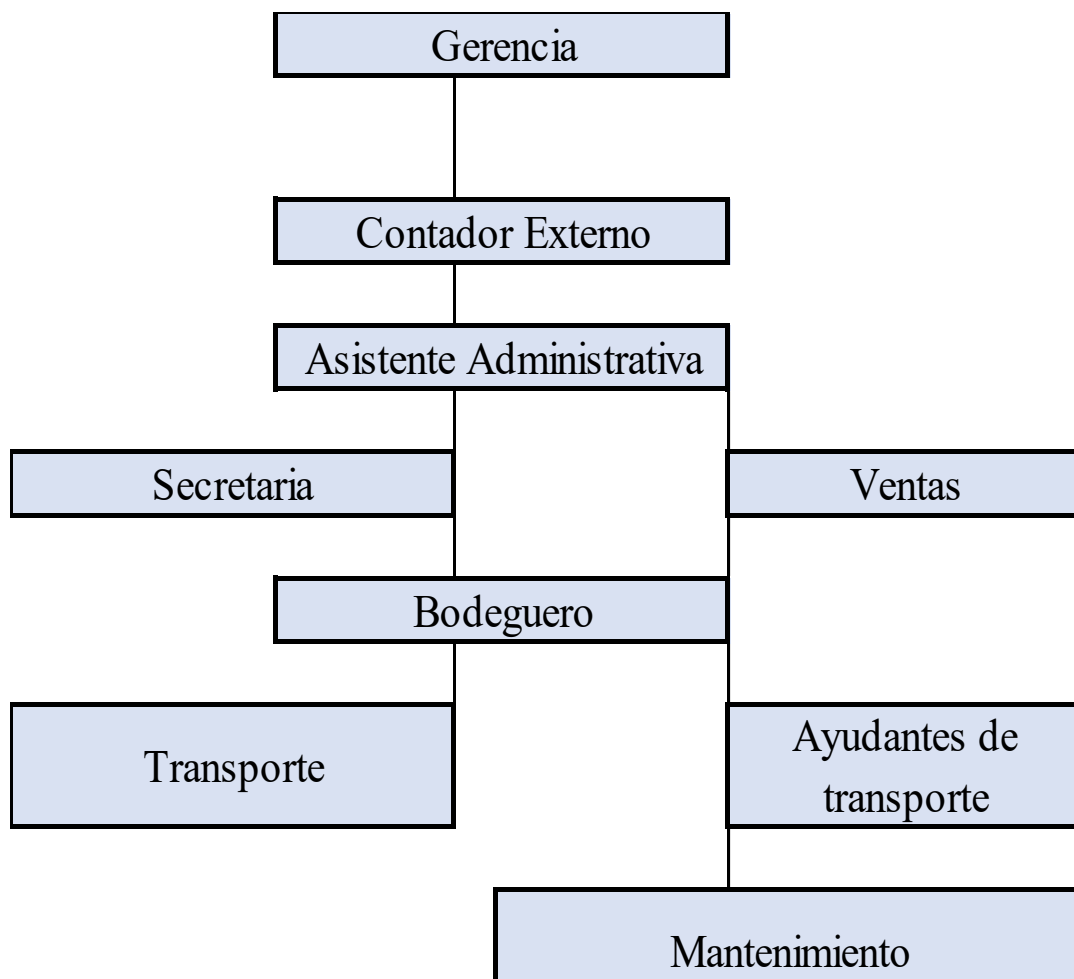 Gerencia
Contador Externo
Asistente Administrativa
Secretaria
Ventas
Bodeguero
Transporte
Ayudantes de
transporte
Mantenimiento